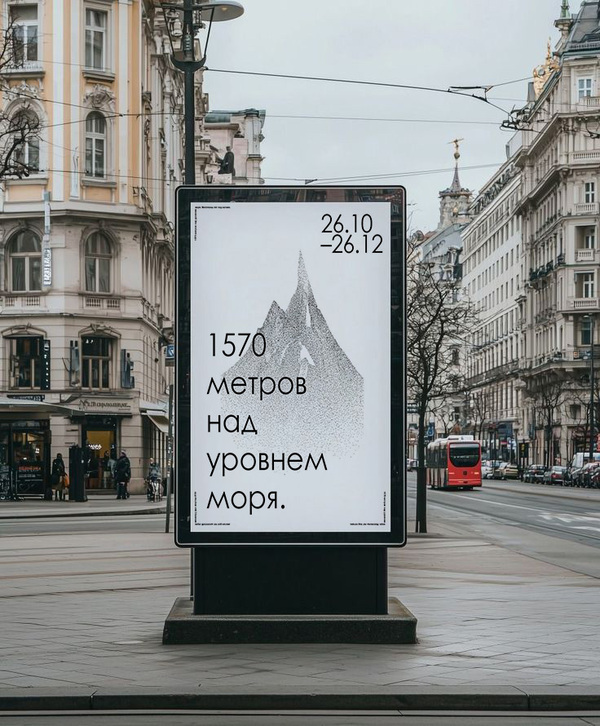 26.10
–26.12
1570
метров
над
уровнем
моря.